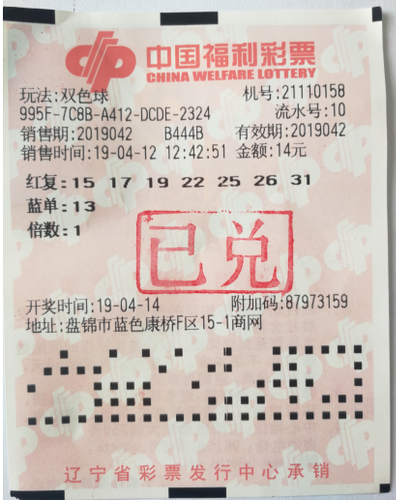 中国福利彩票
CHINA WELFARE LOTTERY
玩法:双色球 机号:21110158
995F-7C8B-A412-DCDE-2324 流水号:10
销售期:2019042 B444B 有效期:2019042
销售时间:19-04-12 12:42:51 金额:14元
红复:15 17 19 22 25 26 31
蓝单:13
倍数:1
已兑
开奖时间:19-04-14 附加码:87973159
地址:盘锦市蓝色康桥F区15-1商网
辽宁省彩票发行中心承销